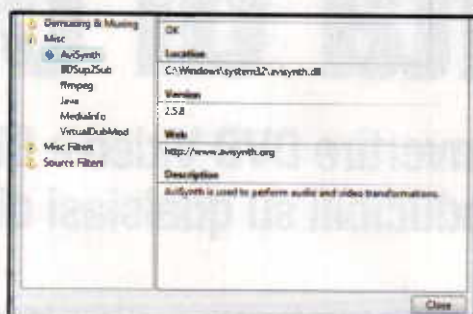 Demuxing & Muxing
Misc
AviSynth
BDSup2Sub
ffmpeg
Java
MediaInfo
VirtualDubMod
Misc Filters
Source Filters
OK
Location
C:\Windows\system32\avisynth.dll
Version
2.5.8
Web
http://www.avisynth.org
Description
AviSynth is used to perform audio and video transformations.
Close